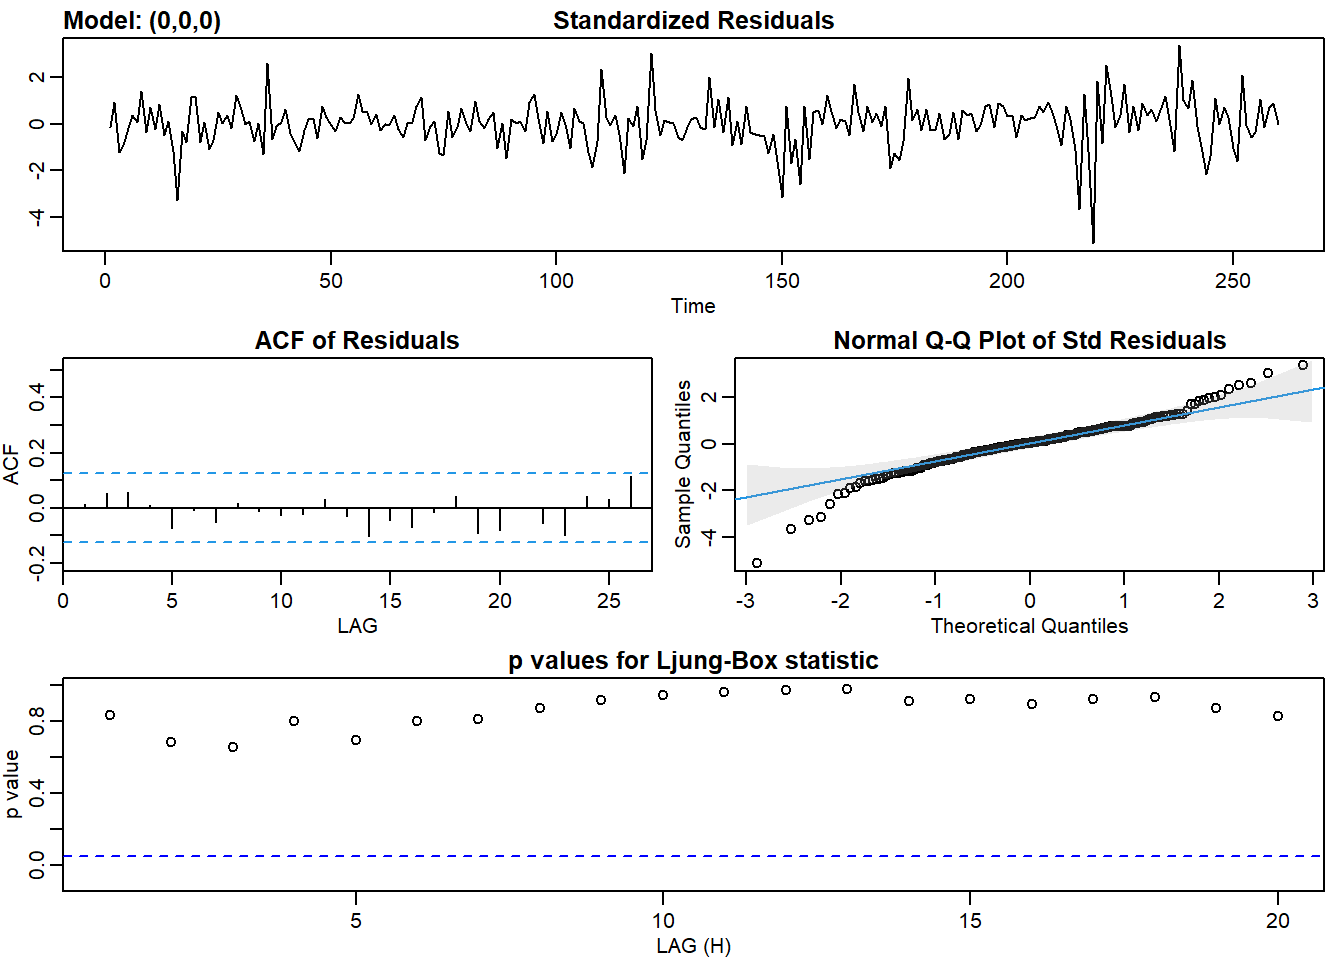 Model: (0,0,0) Standardized Residuals
2
0
-2
-4
0 50 100 150 200 250
Time
ACF of Residuals
ACF
0.4
0.2
0.0
-0.2
0 5 10 15 20 25
LAG
Normal Q-Q Plot of Std Residuals
Sample Quantiles
2
0
-2
-4
-3 -2 -1 0 1 2 3
Theoretical Quantiles
p values for Ljung-Box statistic
p value
0.8
0.4
0.0
5 10 15 20
LAG (H)